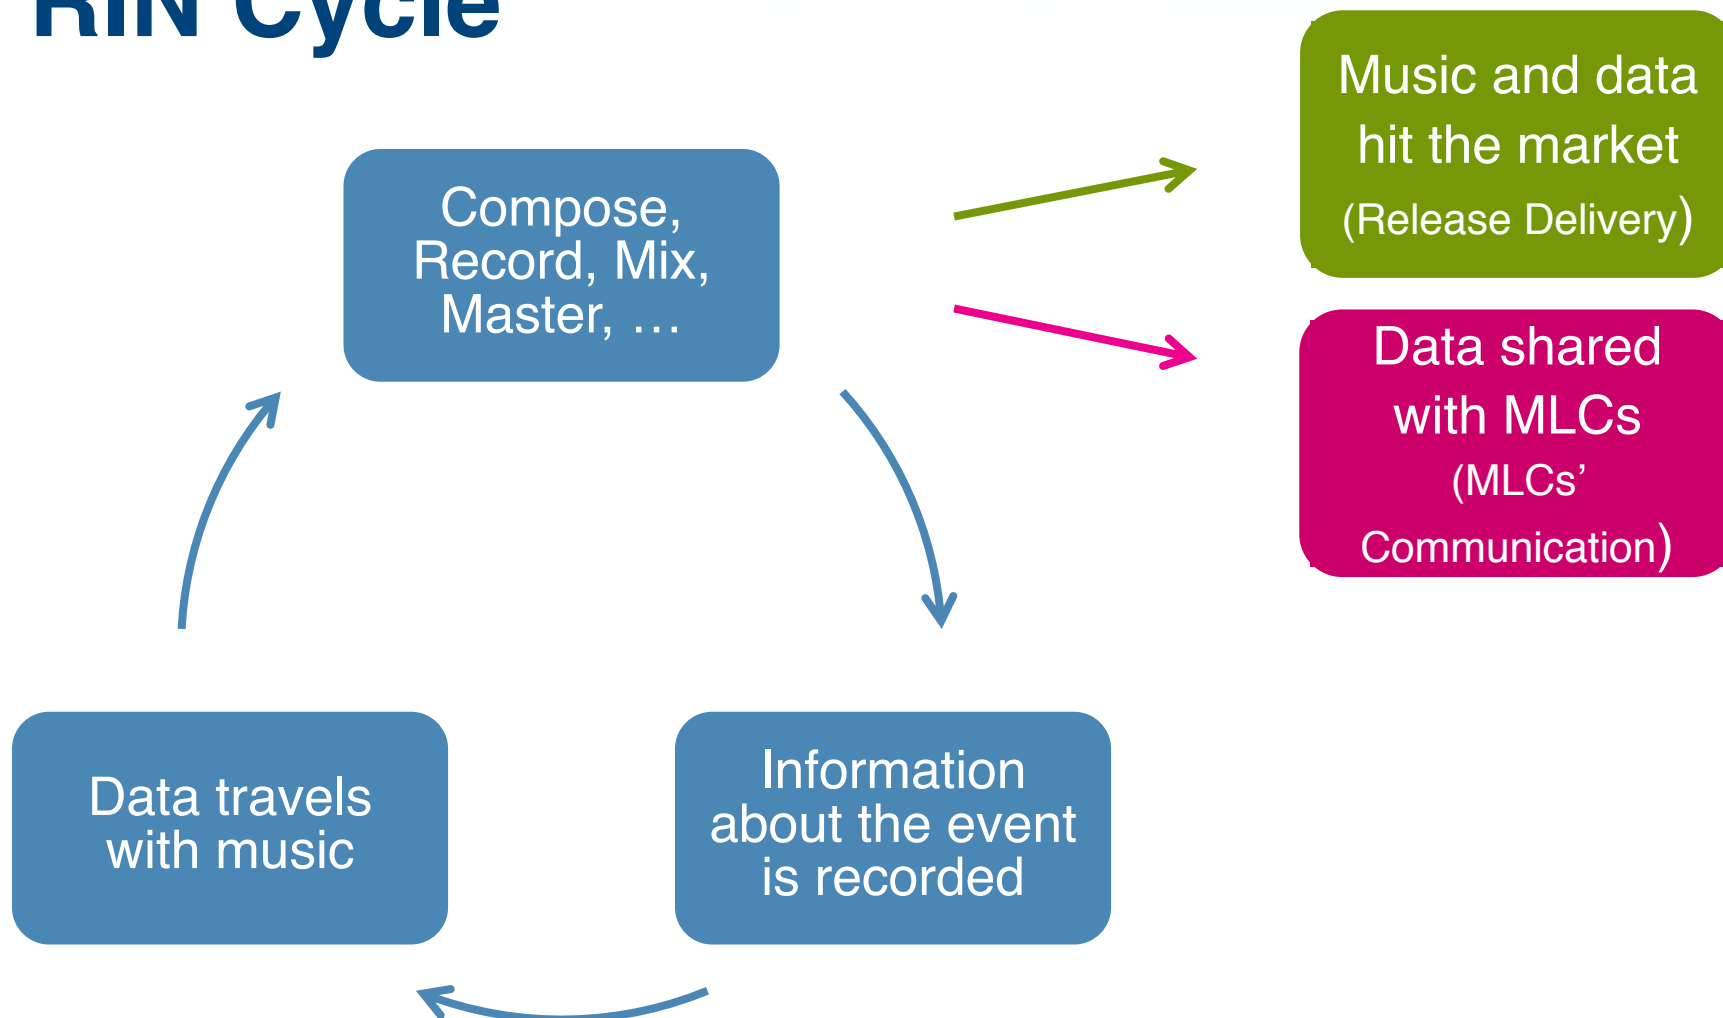 RIN Cycle
Music and data
hit the market
(Release Delivery)
Compose,
Record, Mix,
Master, …
Data shared
with MLCs
(MLCs’
Communication)
Data travels
with music
Information
about the event
is recorded